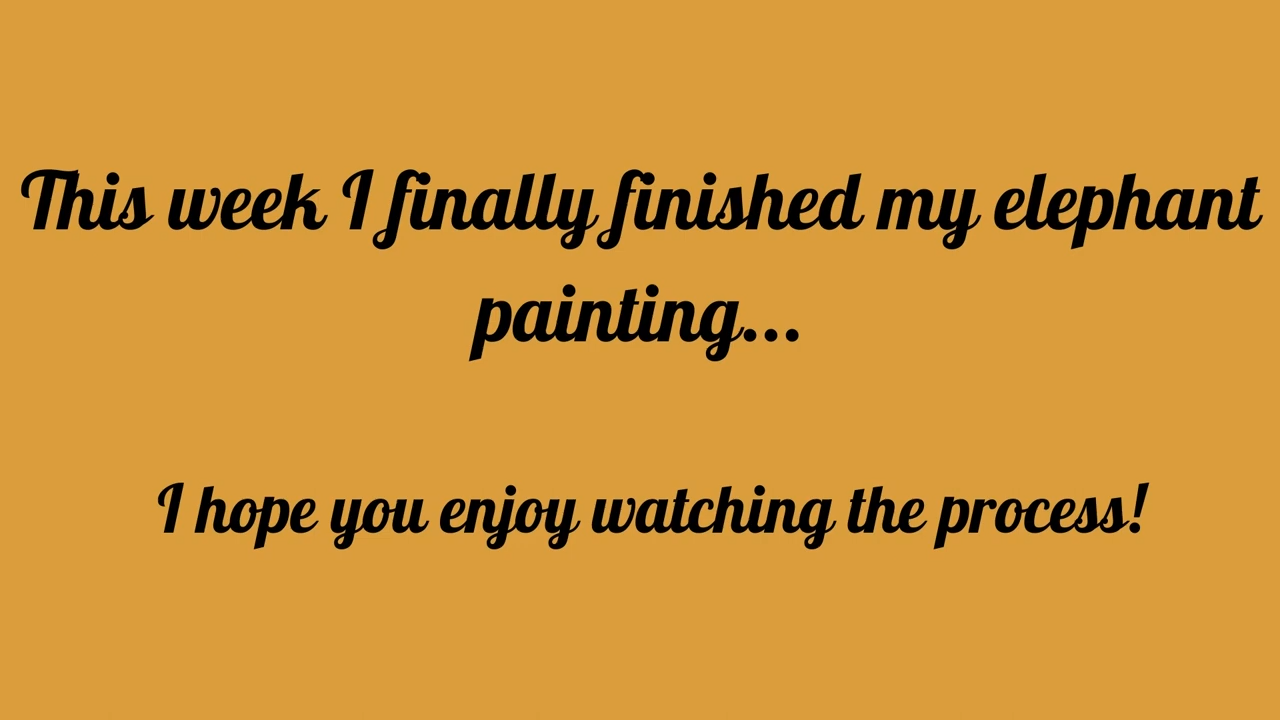 This week I finally finished my elephant
painting...
I hope you enjoy watching the process!